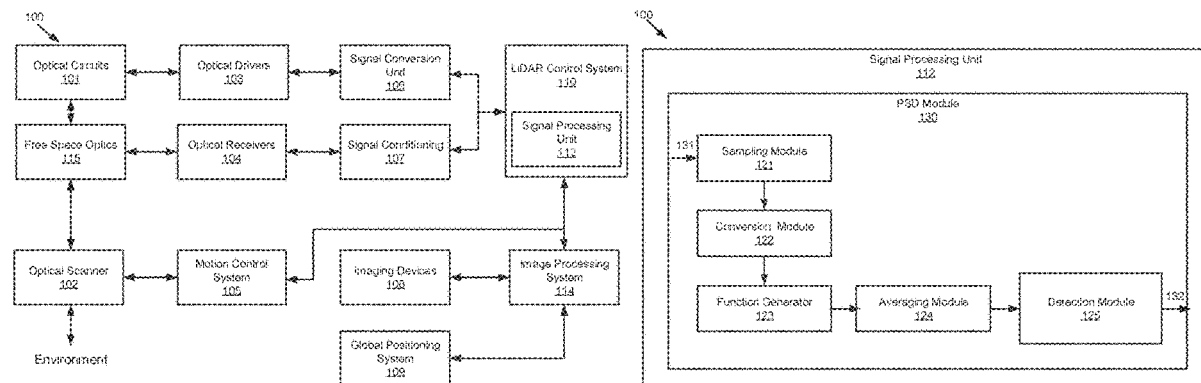 100
Optical Circuits
101
Optical Drivers
103
Signal Conversion
Unit
106
LiDAR Control System
110
Signal Processing
Unit
112
Free Space Optics
115
Optical Receivers
104
Signal Conditioning
107
Optical Scanner
102
Motion Control
System
105
Imaging Devices
108
Image Processing
System
114
Environment
Global Positioning
System
109
100
Signal Processing Unit
112
PSD Module
130
131
Sampling Module
121
Conversion Module
122
Function Generator
123
Averaging Module
124
Detection Module
125
132